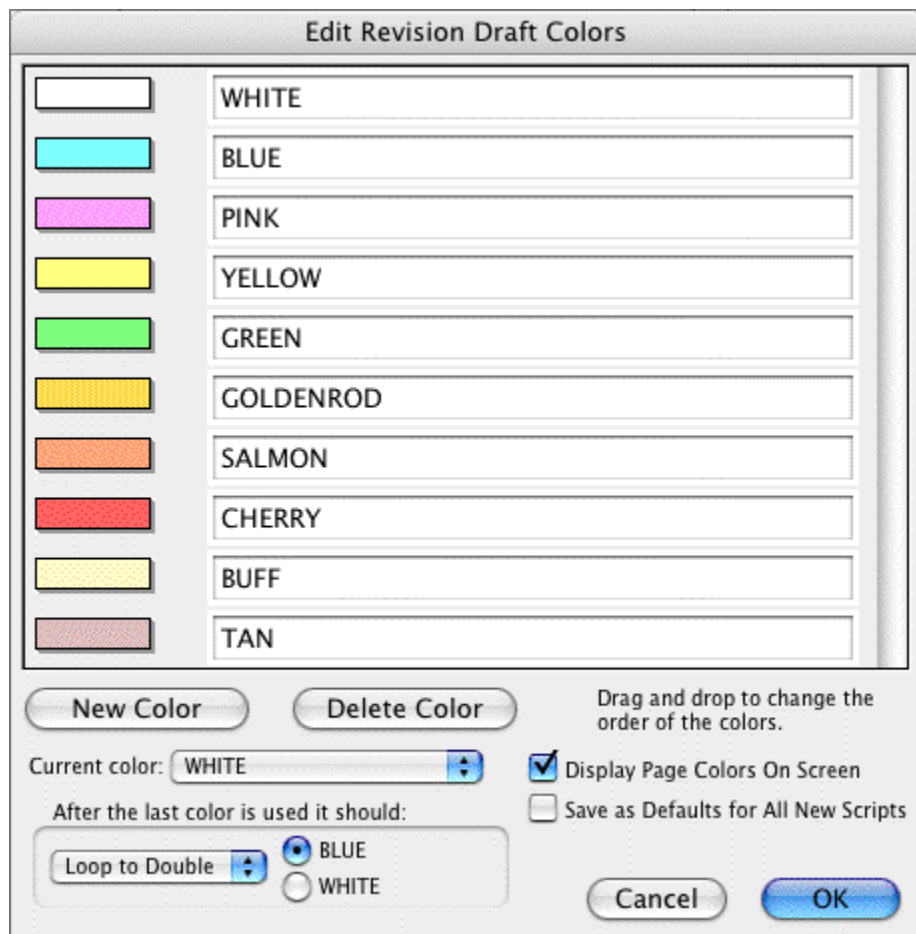 Edit Revision Draft Colors
WHITE
BLUE
PINK
YELLOW
GREEN
GOLDENROD
SALMON
CHERRY
BUFF
TAN
New Color
Delete Color
Drag and drop to change the
order of the colors.
Current color: WHITE
Display Page Colors On Screen
After the last color is used it should:
Save as Defaults for All New Scripts
Loop to Double
BLUE
WHITE
Cancel
OK